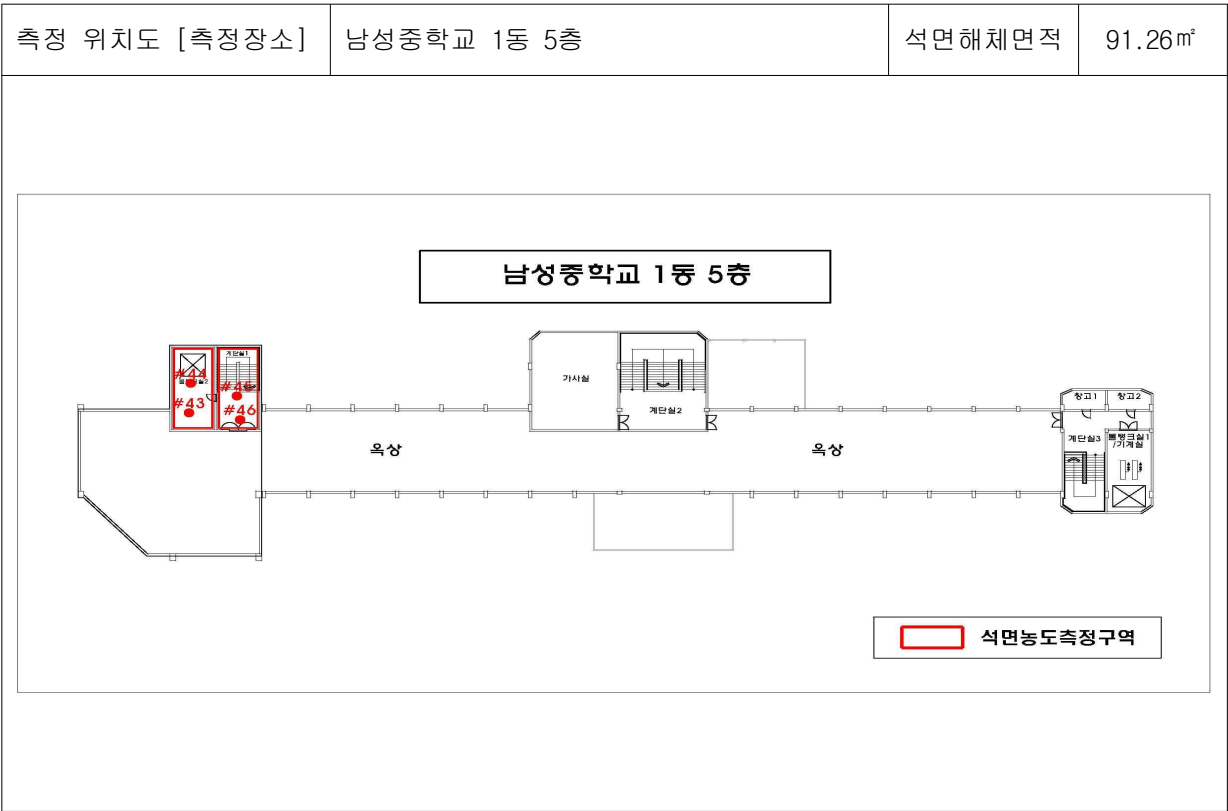 측정 위치도 [측정장소] 남성중학교 1동 5층 석면해체면적 91.26㎡
남성중학교 1동 5층
계단실1
#44
#45
#43
#46
가사실
계단실2
옥상
옥상
창고1 창고2
계단실3
물탱크실1
/기계실
석면농도측정구역